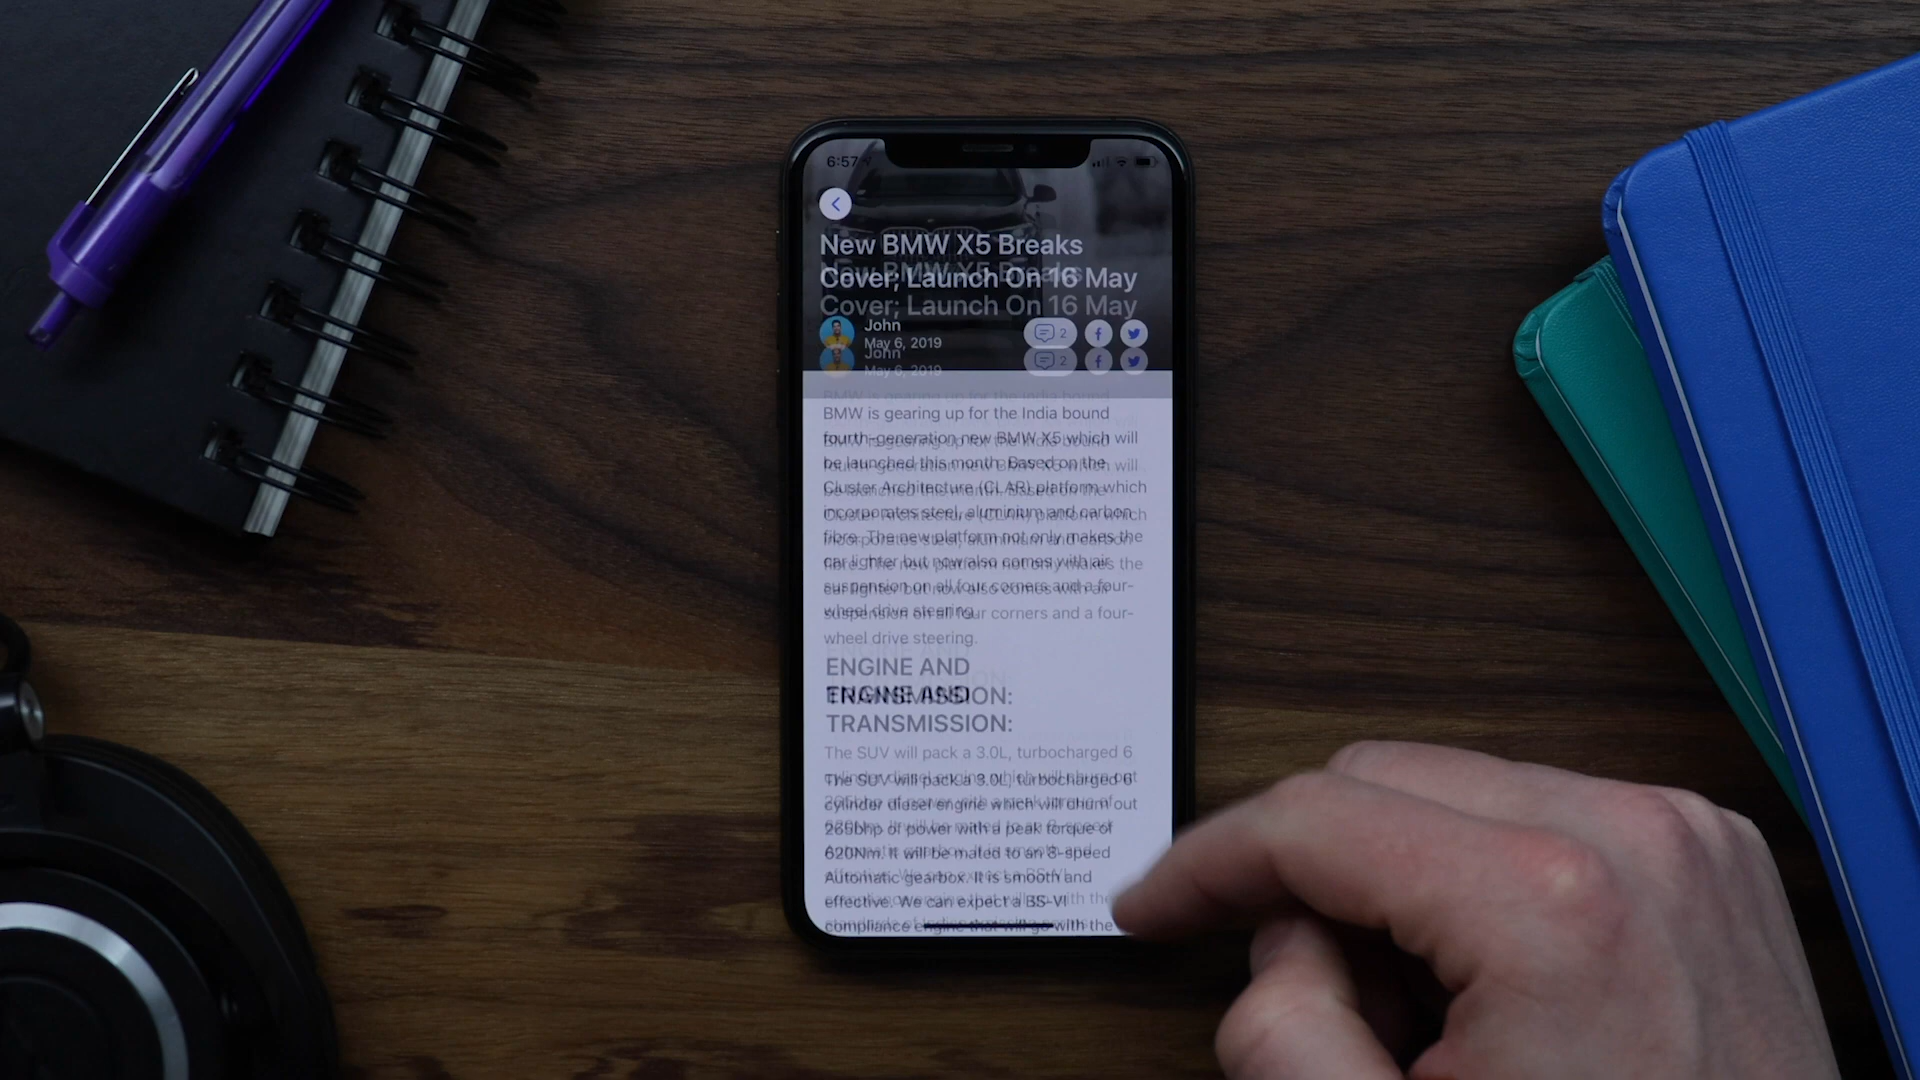 6:57
New BMW X5 Breaks
Cover; Launch On 16 May
John
May 6, 2019
2
BMW is gearing up for the India bound
fourth-generation new BMW X5 which will
be launched this month. Based on the
Cluster Architecture (CLAR) platform which
incorporates steel, aluminium and carbon
fibre. The new platform not only makes the
car lighter but now also comes with air
suspension on all four corners and a four-
wheel drive steering.
ENGINE AND
TRANSMISSION:
The SUV will pack a 3.0L, turbocharged 6
cylinder diesel engine which will churn out
265bhp of power with a peak torque of
620Nm. It will be mated to an 8-speed
Automatic gearbox. It is smooth and
effective. We can expect a BS-VI
compliance engine that will go with the